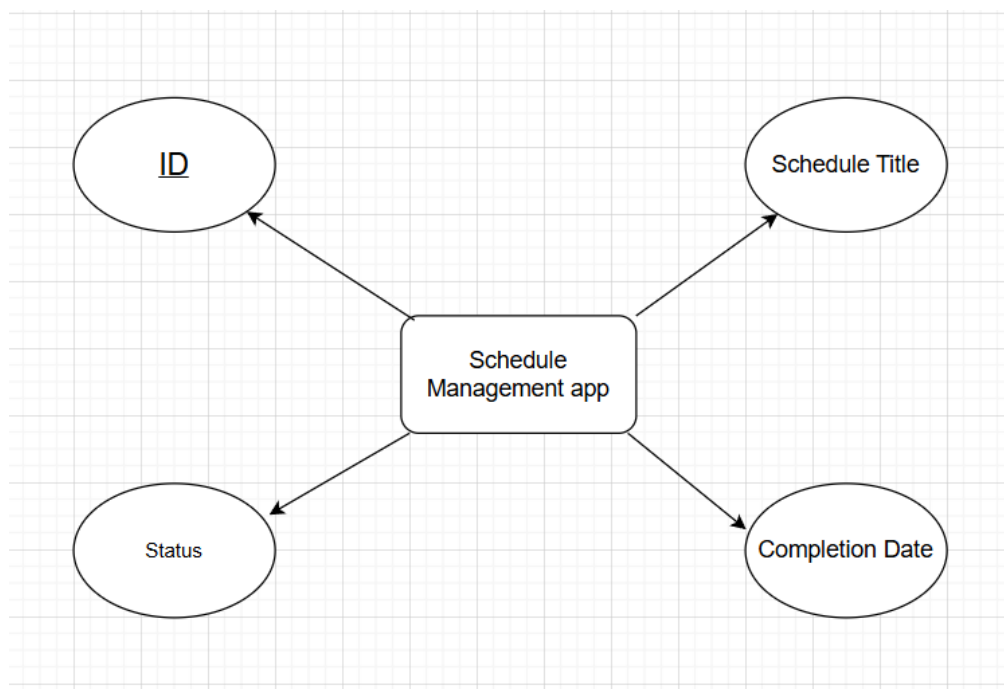 ID
Schedule Title
Schedule
Management app
Status
Completion Date